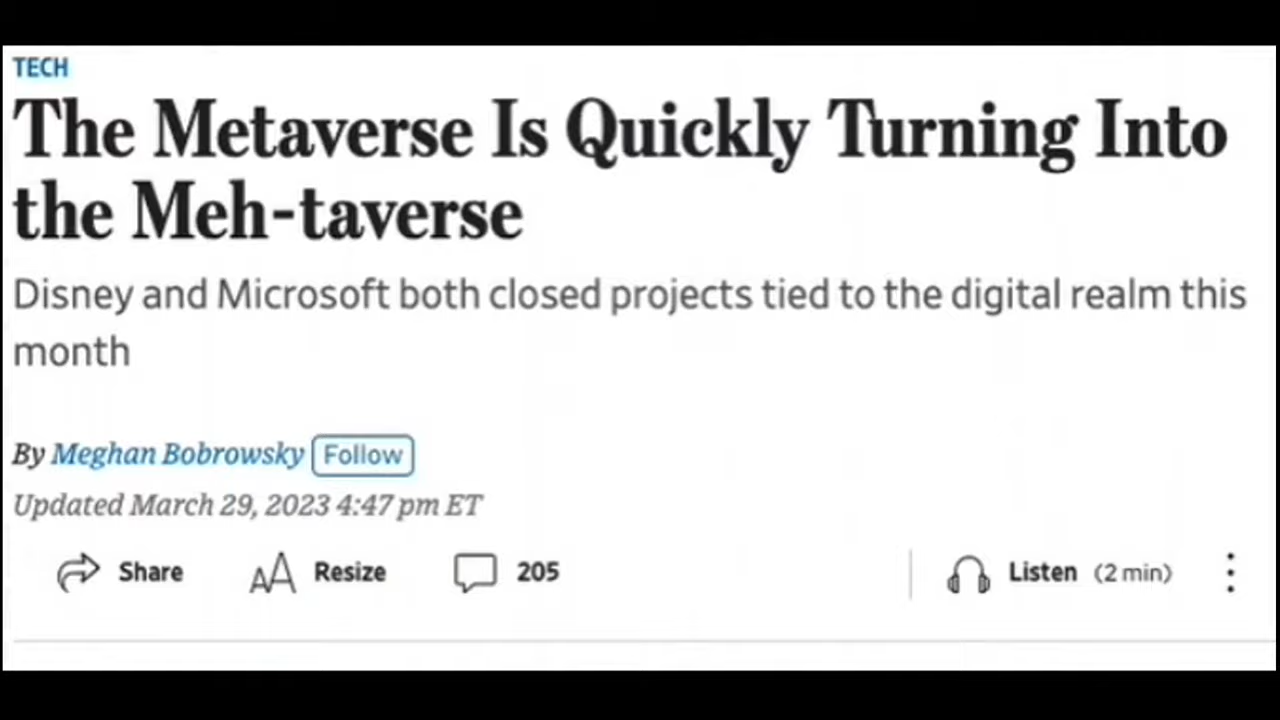 TECH
The Metaverse Is Quickly Turning Into
the Meh-taverse
Disney and Microsoft both closed projects tied to the digital realm this
month
By Meghan Bobrowsky Follow
Updated March 29, 2023 4:47 pm ET
Share Resize 205 Listen (2 min)